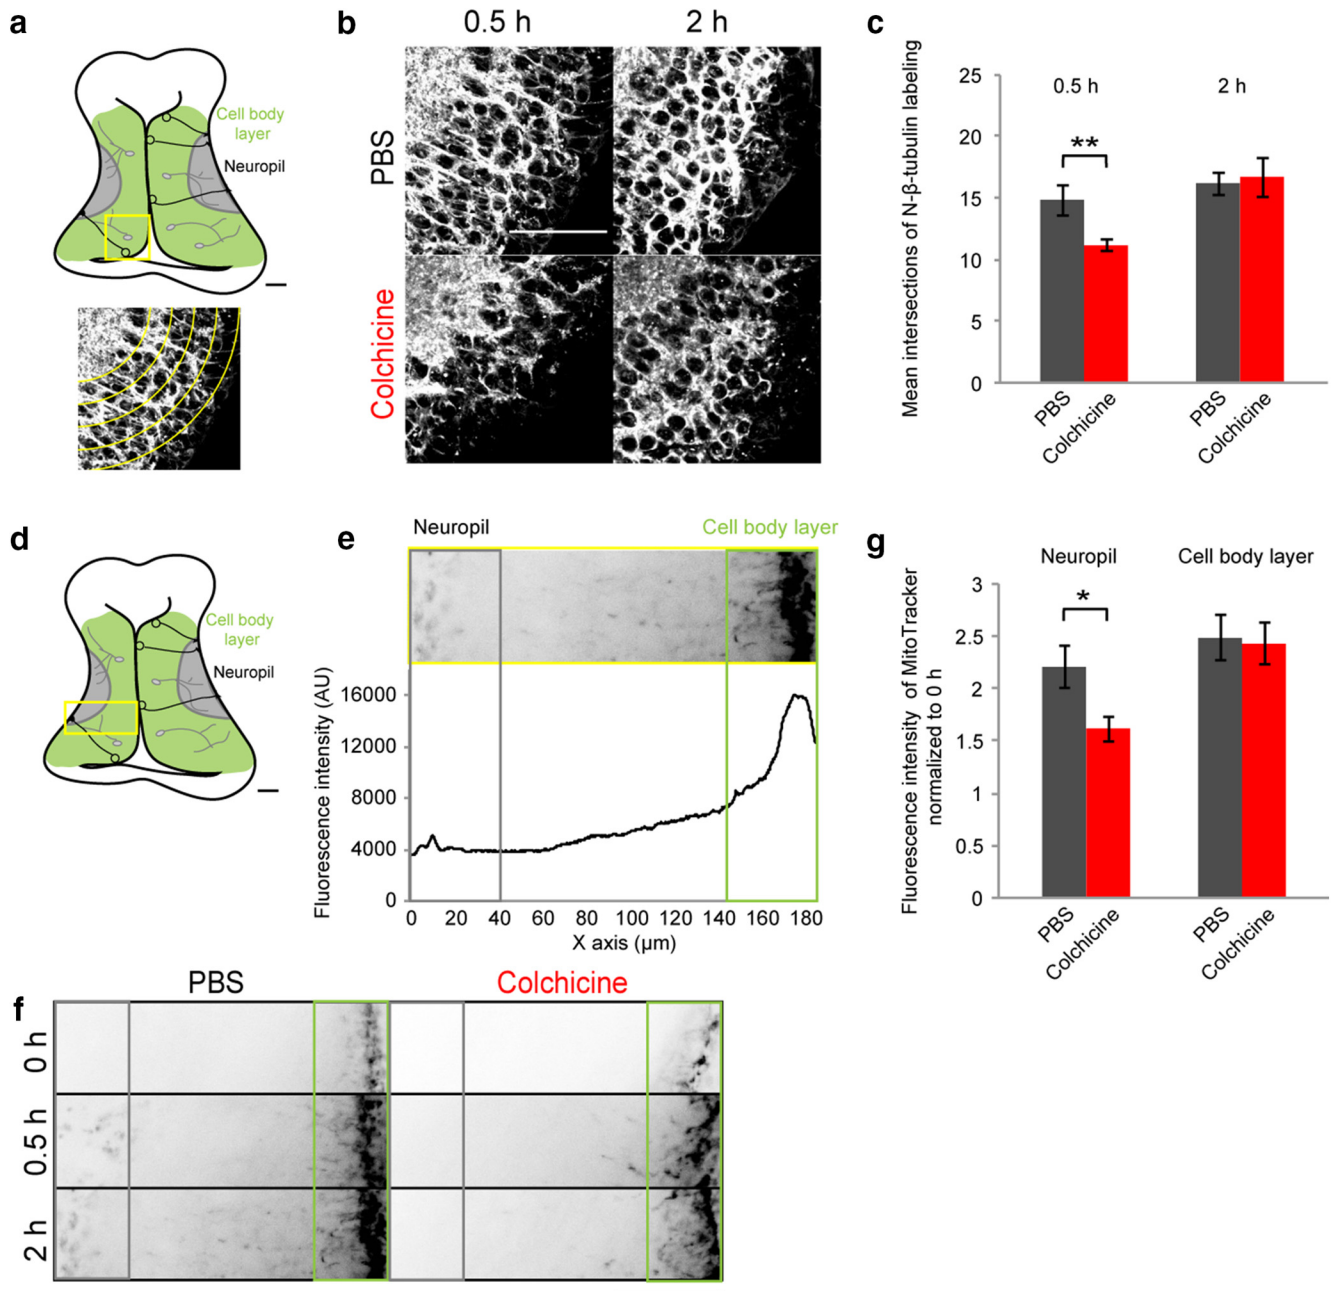 a
Cell body
layer
Neuropil
b
0.5 h
2 h
PBS
Colchicine
c
Mean intersections of N-β-tubulin labeling
25
20
15
10
5
0
0.5 h
2 h
**
PBS
Colchicine
PBS
Colchicine
d
Cell body
layer
Neuropil
e
Neuropil
Cell body layer
Fluorescence intensity (AU)
16000
12000
8000
4000
0
0 20 40 60 80 100 120 140 160 180
X axis (µm)
g
Neuropil
Cell body layer
Fluorescence intensity of MitoTracker
normalized to 0 h
3
2.5
2
1.5
1
0.5
0
*
PBS
Colchicine
PBS
Colchicine
f
PBS
Colchicine
0 h
0.5 h
2 h